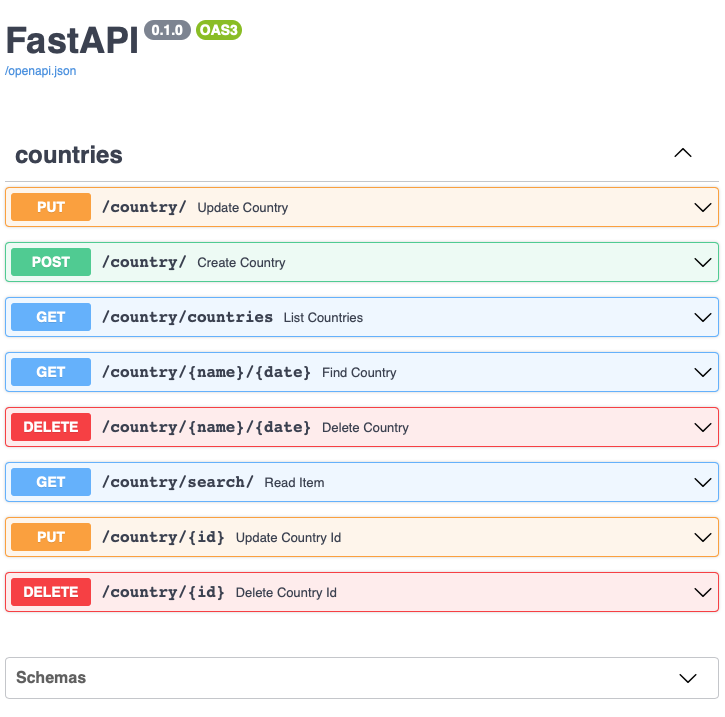 FastAPI 0.1.0 OAS3
/openapi.json
countries
PUT /country/ Update Country
POST /country/ Create Country
GET /country/countries List Countries
GET /country/{name}/{date} Find Country
DELETE /country/{name}/{date} Delete Country
GET /country/search/ Read Item
PUT /country/{id} Update Country Id
DELETE /country/{id} Delete Country Id
Schemas